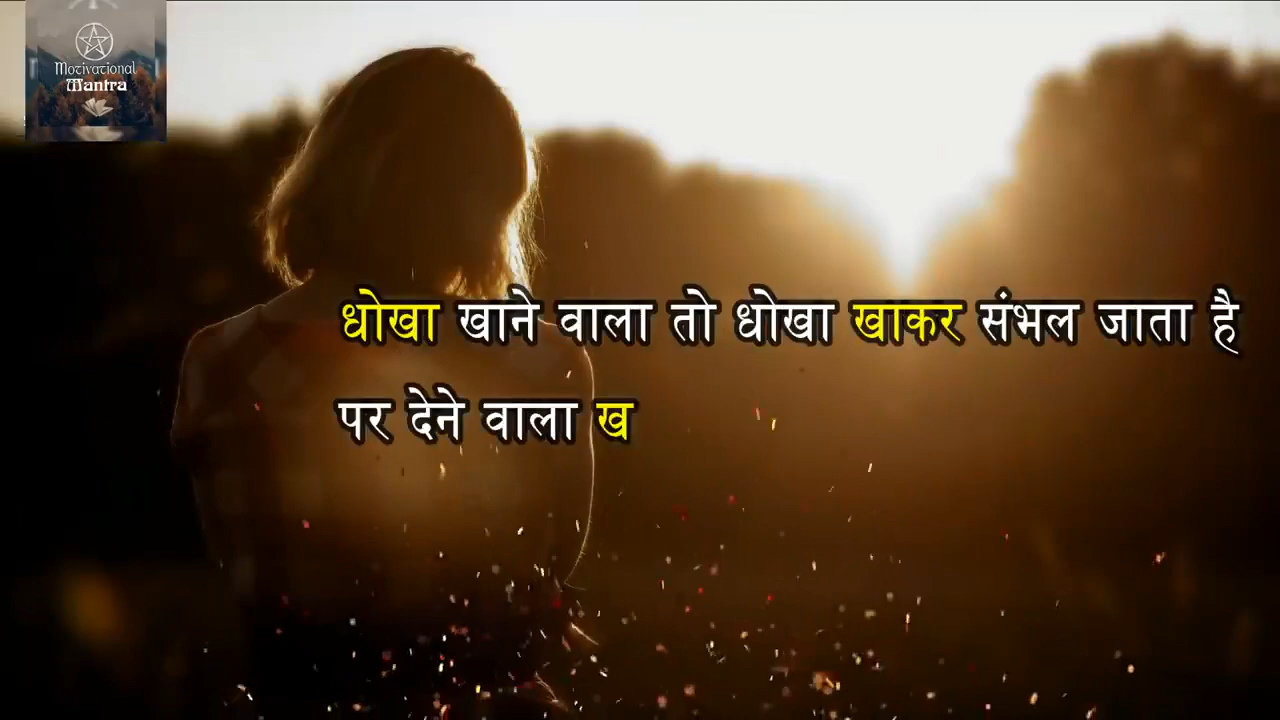 Motivational
Mantra
धोखा खाने वाला तो धोखा खाकर संभल जाता है
पर देने वाला ख